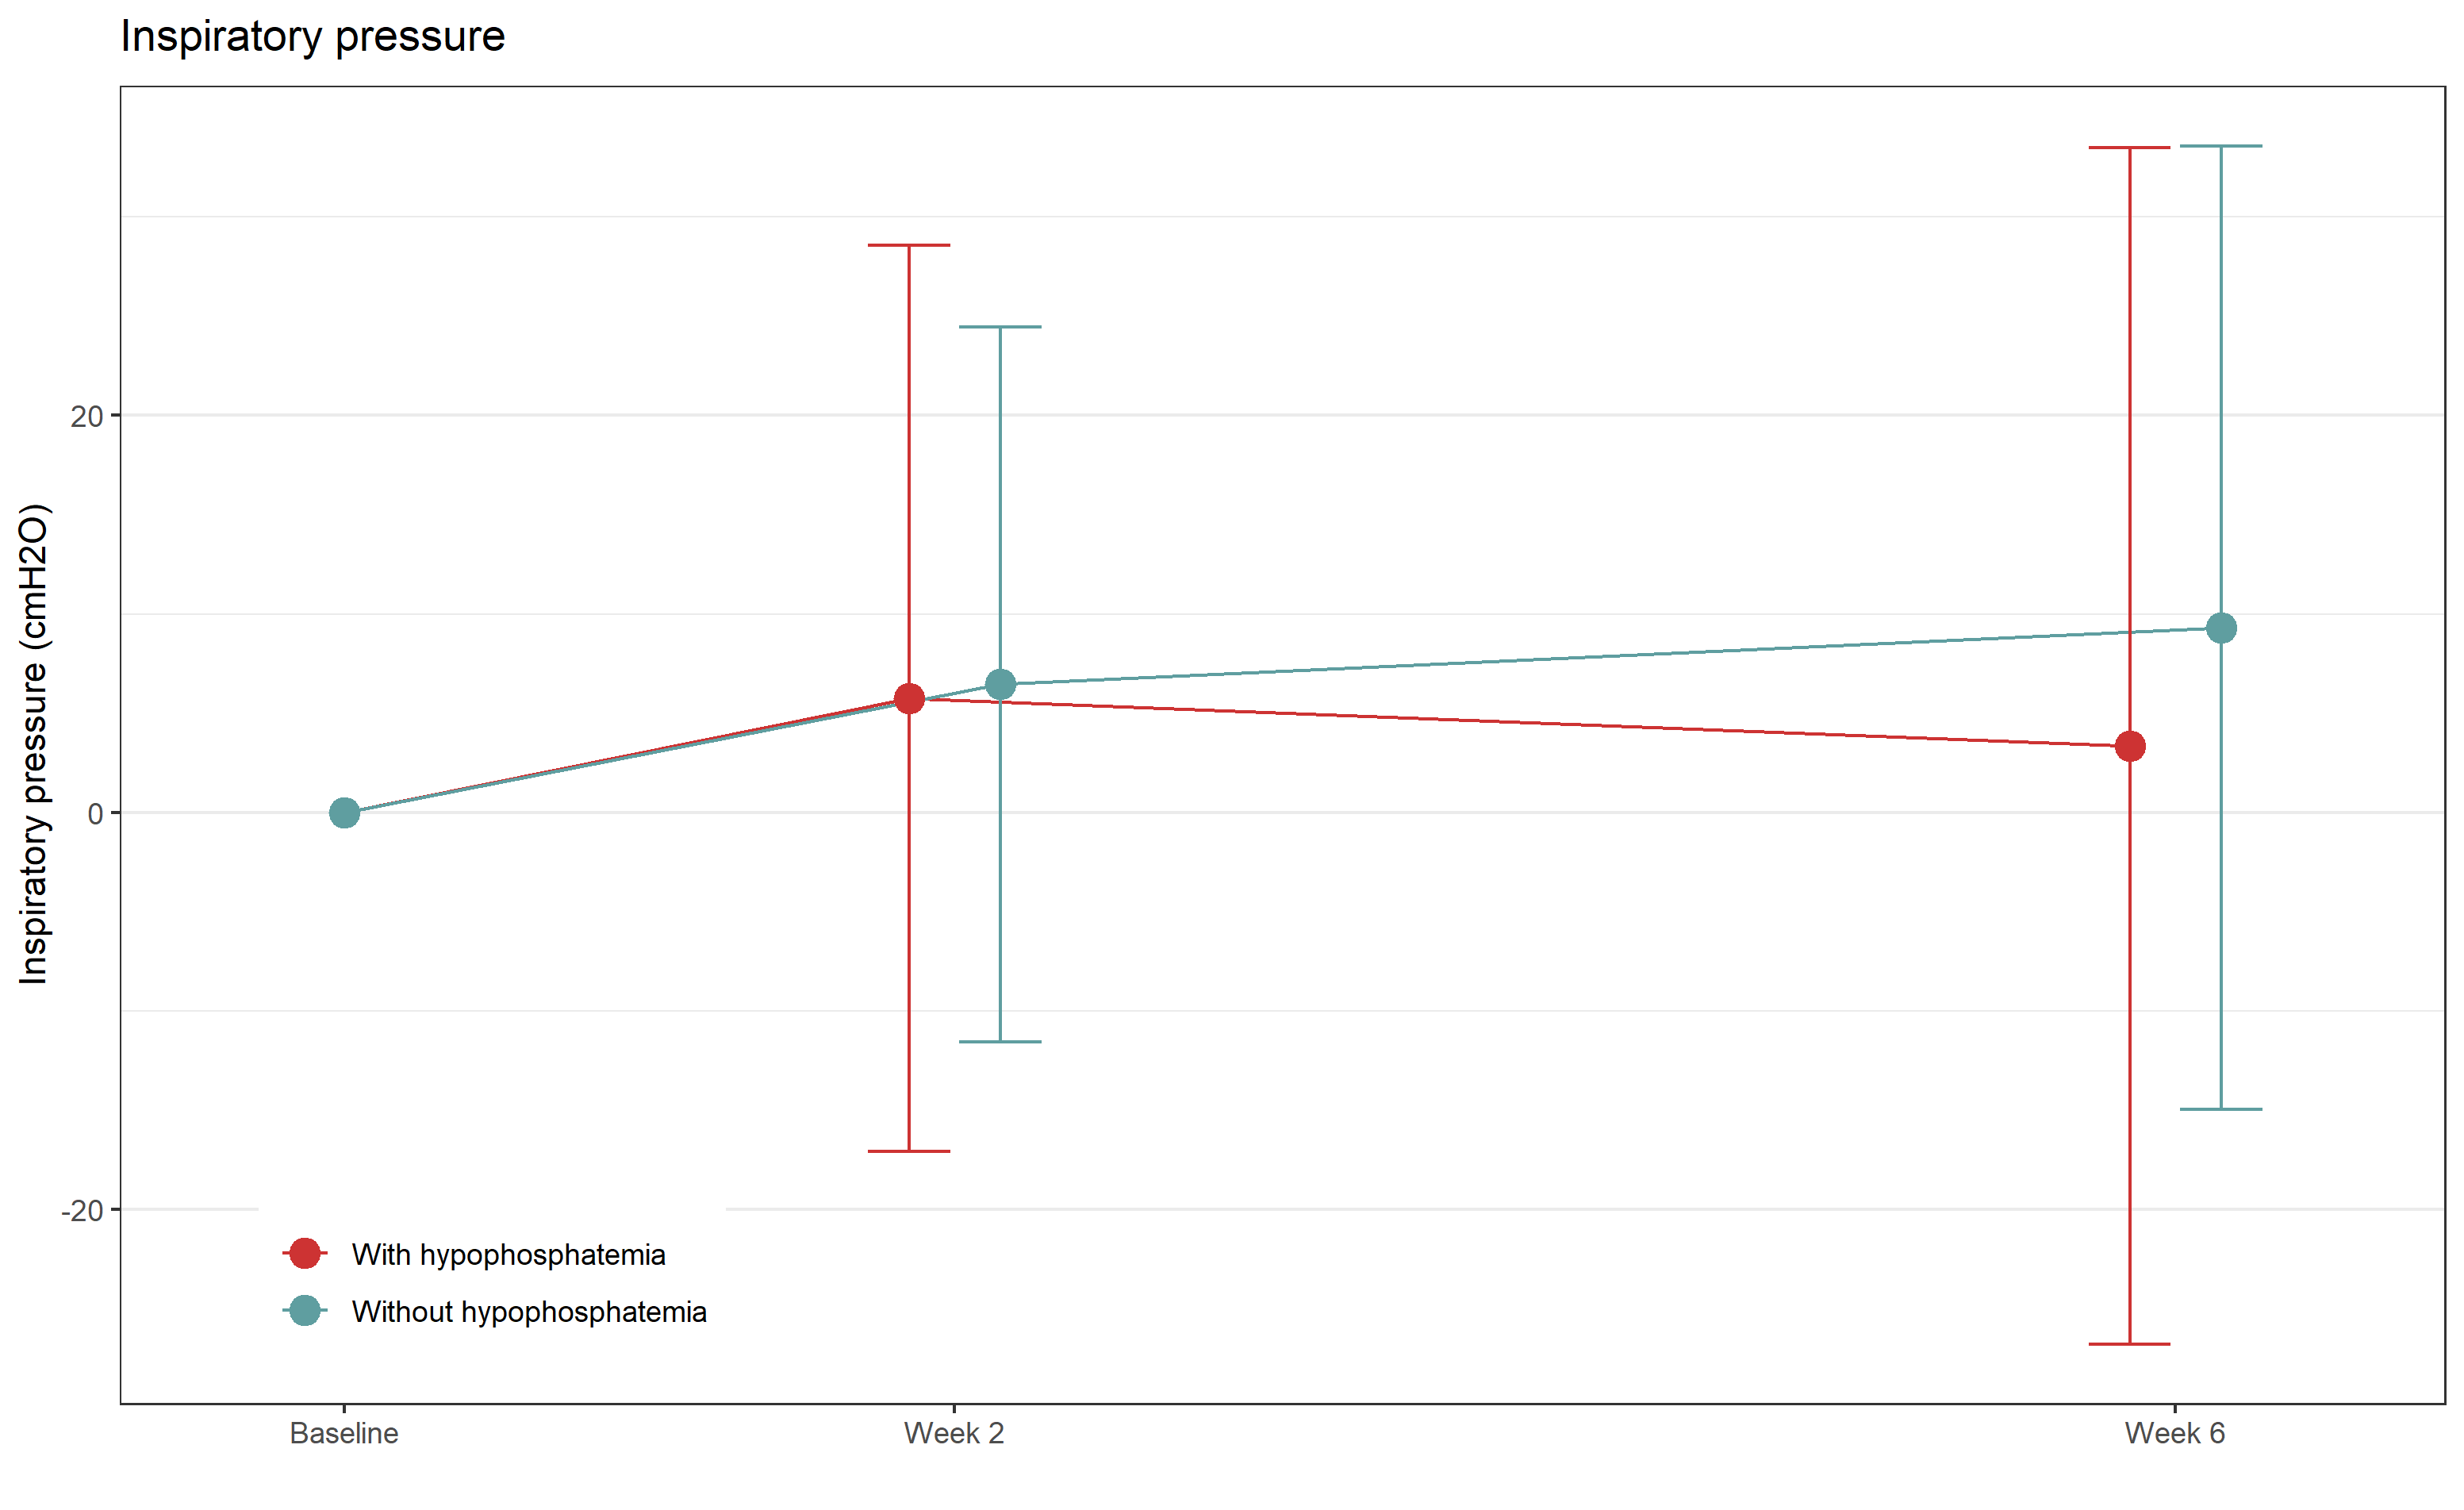 Inspiratory pressure
Inspiratory pressure (cmH2O)
20
0
-20
With hypophosphatemia
Without hypophosphatemia
Baseline
Week 2
Week 6